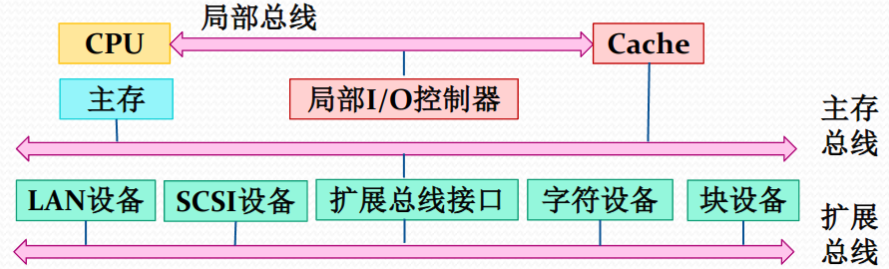 局部总线
CPU
Cache
主存
局部I/O控制器
主存
总线
LAN设备
SCSI设备
扩展总线接口
字符设备
块设备
扩展
总线